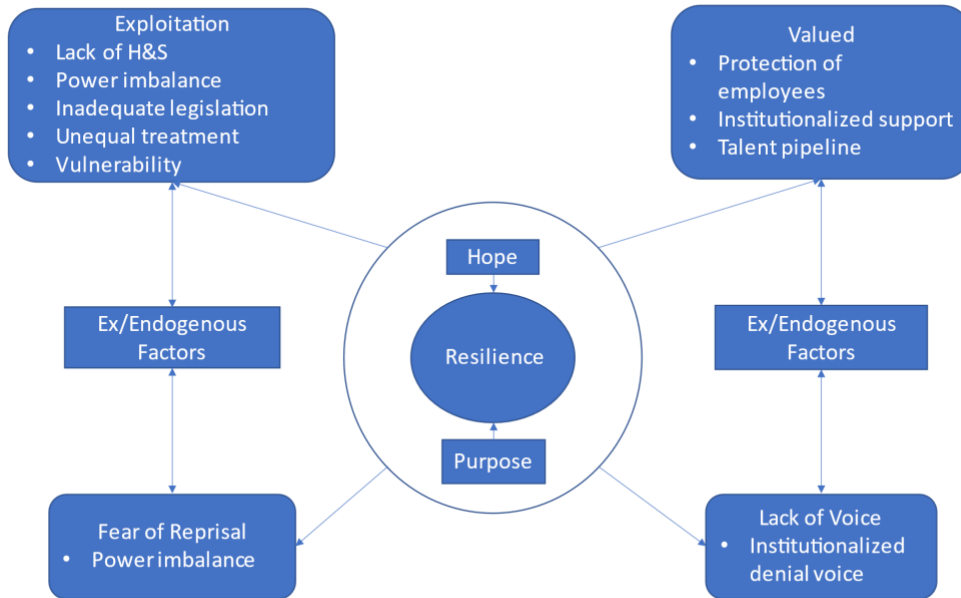 Exploitation
• Lack of H&S
• Power imbalance
• Inadequate legislation
• Unequal treatment
• Vulnerability
Valued
• Protection of
employees
• Institutionalized support
• Talent pipeline
Hope
Ex/Endogenous
Factors
Resilience
Ex/Endogenous
Factors
Purpose
Fear of Reprisal
• Power imbalance
Lack of Voice
• Institutionalized
denial voice